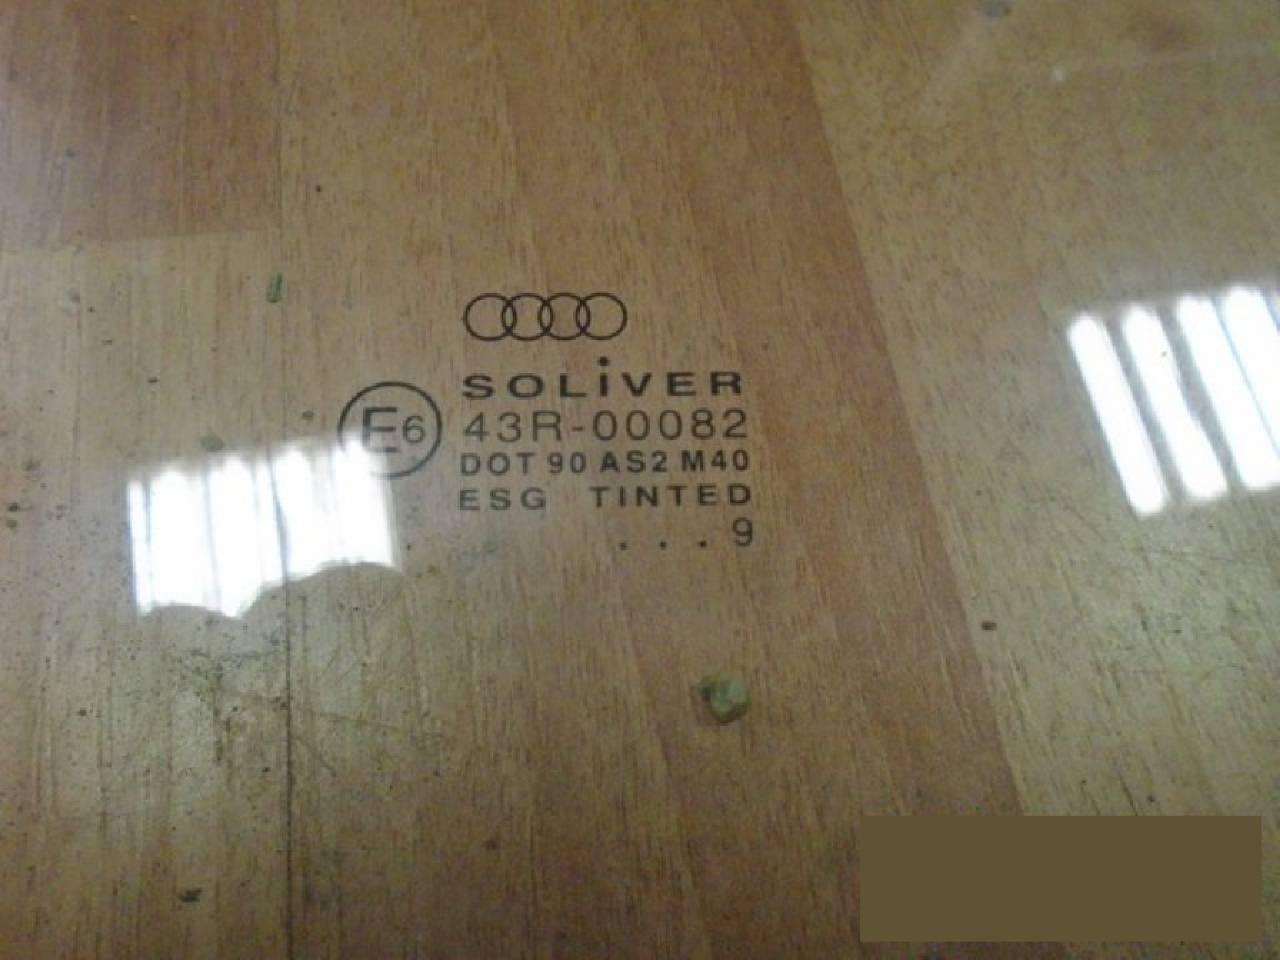 SOLiVER
E6 43R-00082
DOT 90 AS2 M40
ESG TINTED
. . . 9